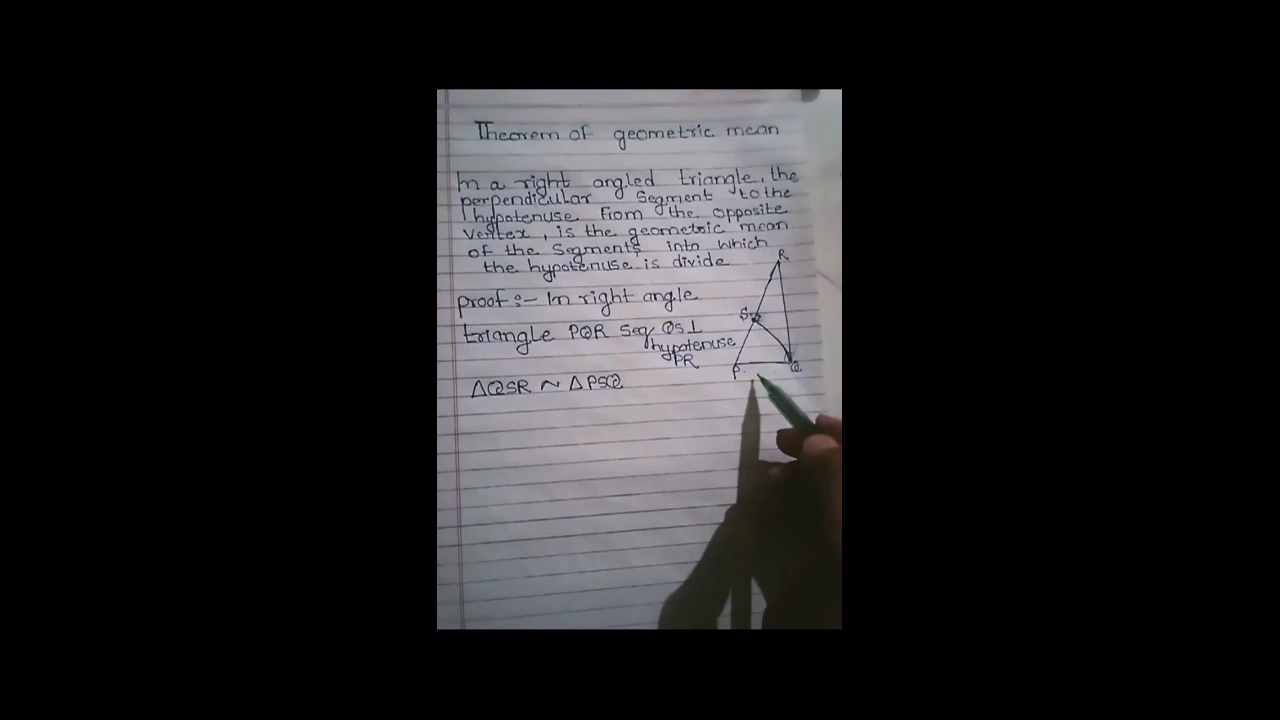 Theorem of geometric mean
In a right angled triangle, the
perpendicular segment to the
hypotenuse from the opposite
vertex, is the geometric mean
of the segments into which
the hypotenuse is divide
R
proof :- In right angle
S
triangle PQR seg QS ⊥
hypotenuse
PR
P
Q
ΔQSR ~ ΔPSQ